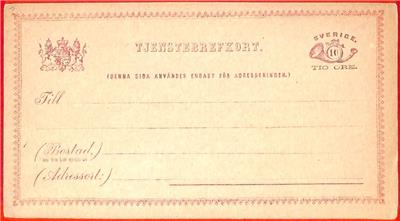 TJENSTEBREFKORT.
SVERIGE.
10
TIO ÖRE.
(DENNA SIDA ANVÄNDES ENDAST FÖR ADRESSERINGEN.)
Till
(Bostad:)
(Adressort:)